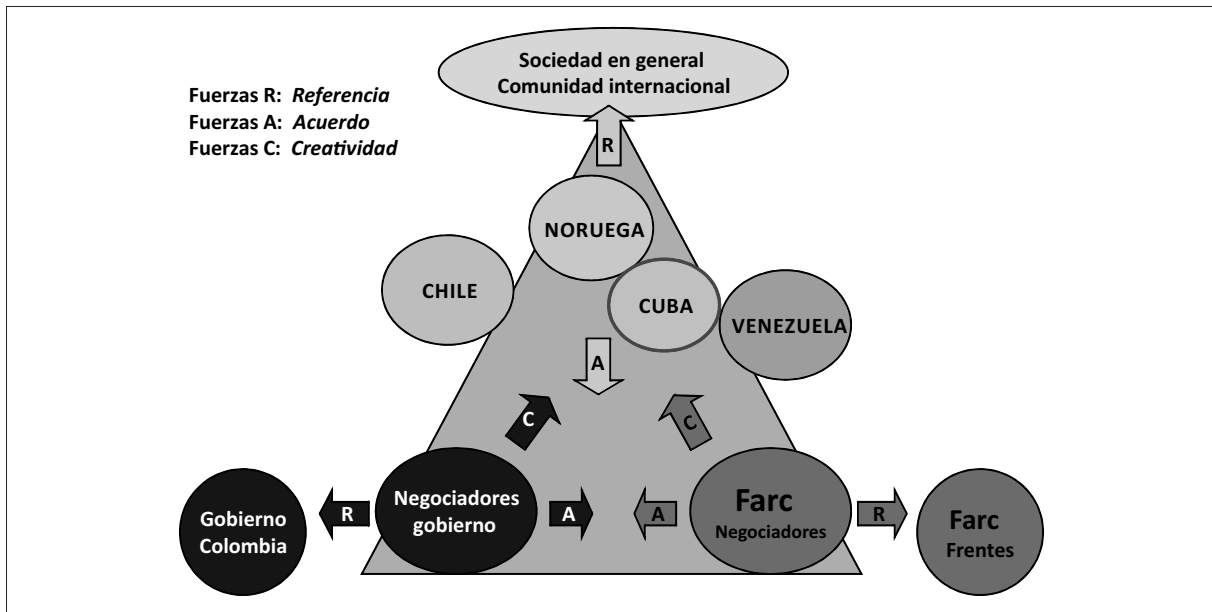 Sociedad en general
Comunidad internacional
Fuerzas R: Referencia
Fuerzas A: Acuerdo
Fuerzas C: Creatividad
R
NORUEGA
CHILE
CUBA
VENEZUELA
A
C
C
Negociadores
gobierno
Farc
Negociadores
Gobierno
Colombia
R
A
A
R
Farc
Frentes